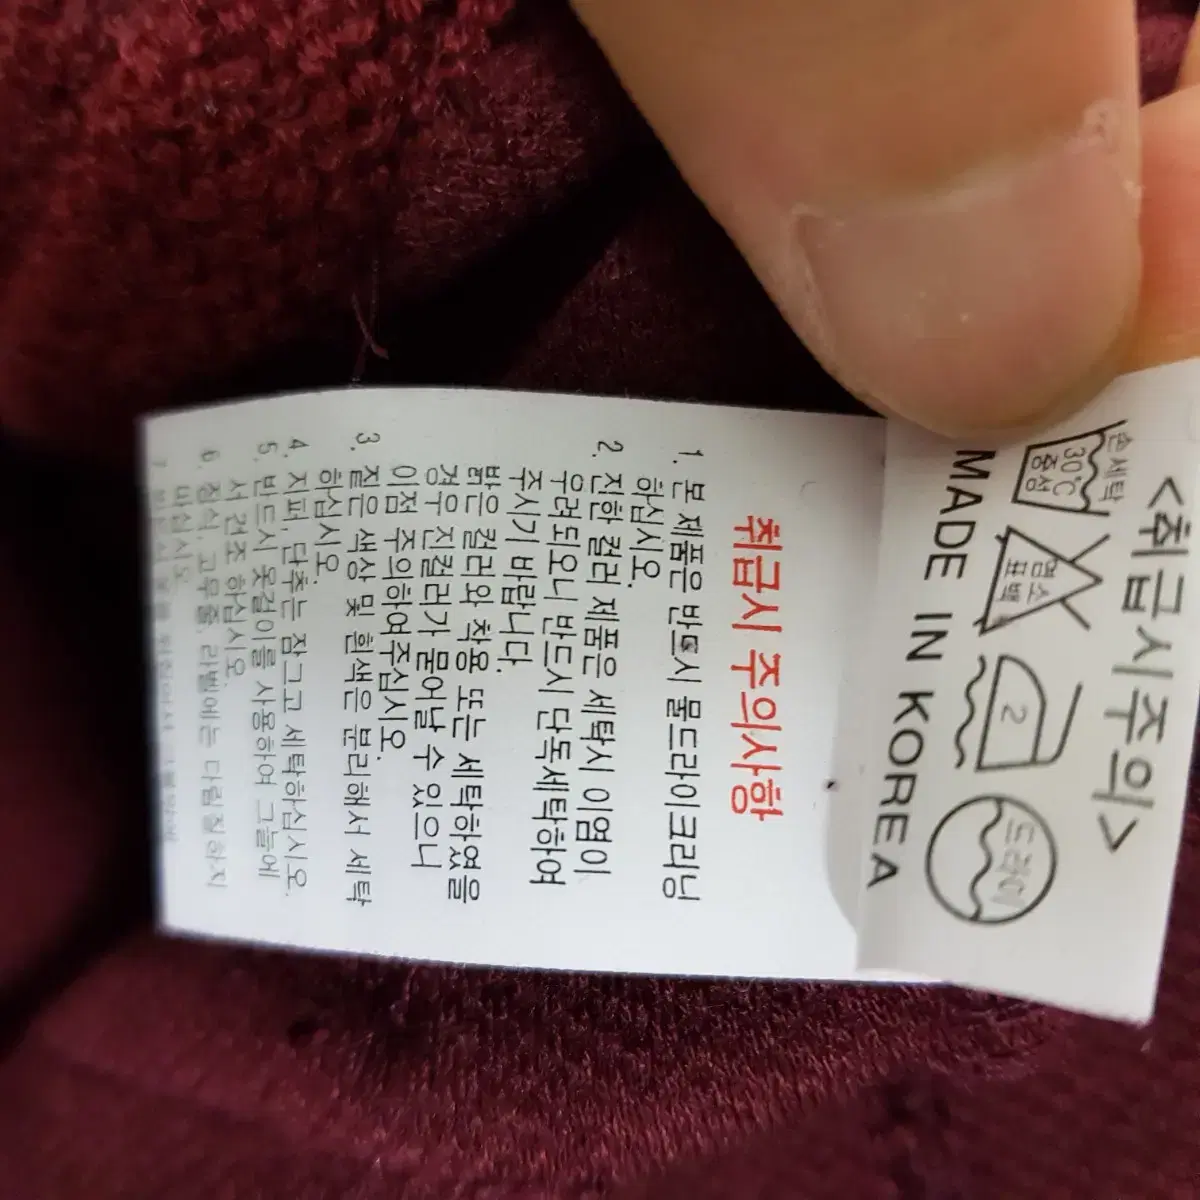 <취급시주의>
손세탁
30℃
중성
염소
표백
2
드라이
MADE IN KOREA
취급시 주의사항
1. 본 제품은 반드시 물드라이크리닝
하십시오.
2. 진한 컬러 제품은 세탁시 이염이
우려되오니 반드시 단독세탁하여
주시기 바랍니다.
밝은 컬러와 착용 또는 세탁하였을
경우 진컬러가 묻어날 수 있으니
이점 주의하여주십시오.
3. 짙은 색상 및 흰색은 분리해서 세탁
하십시오.
4. 지퍼, 단추는 잠그고 세탁하십시오.
5. 반드시 옷걸이를 사용하여 그늘에
서 건조 하십시오
6. 장식, 고무줄, 라벨에는 다림질하지
마십시오
7.